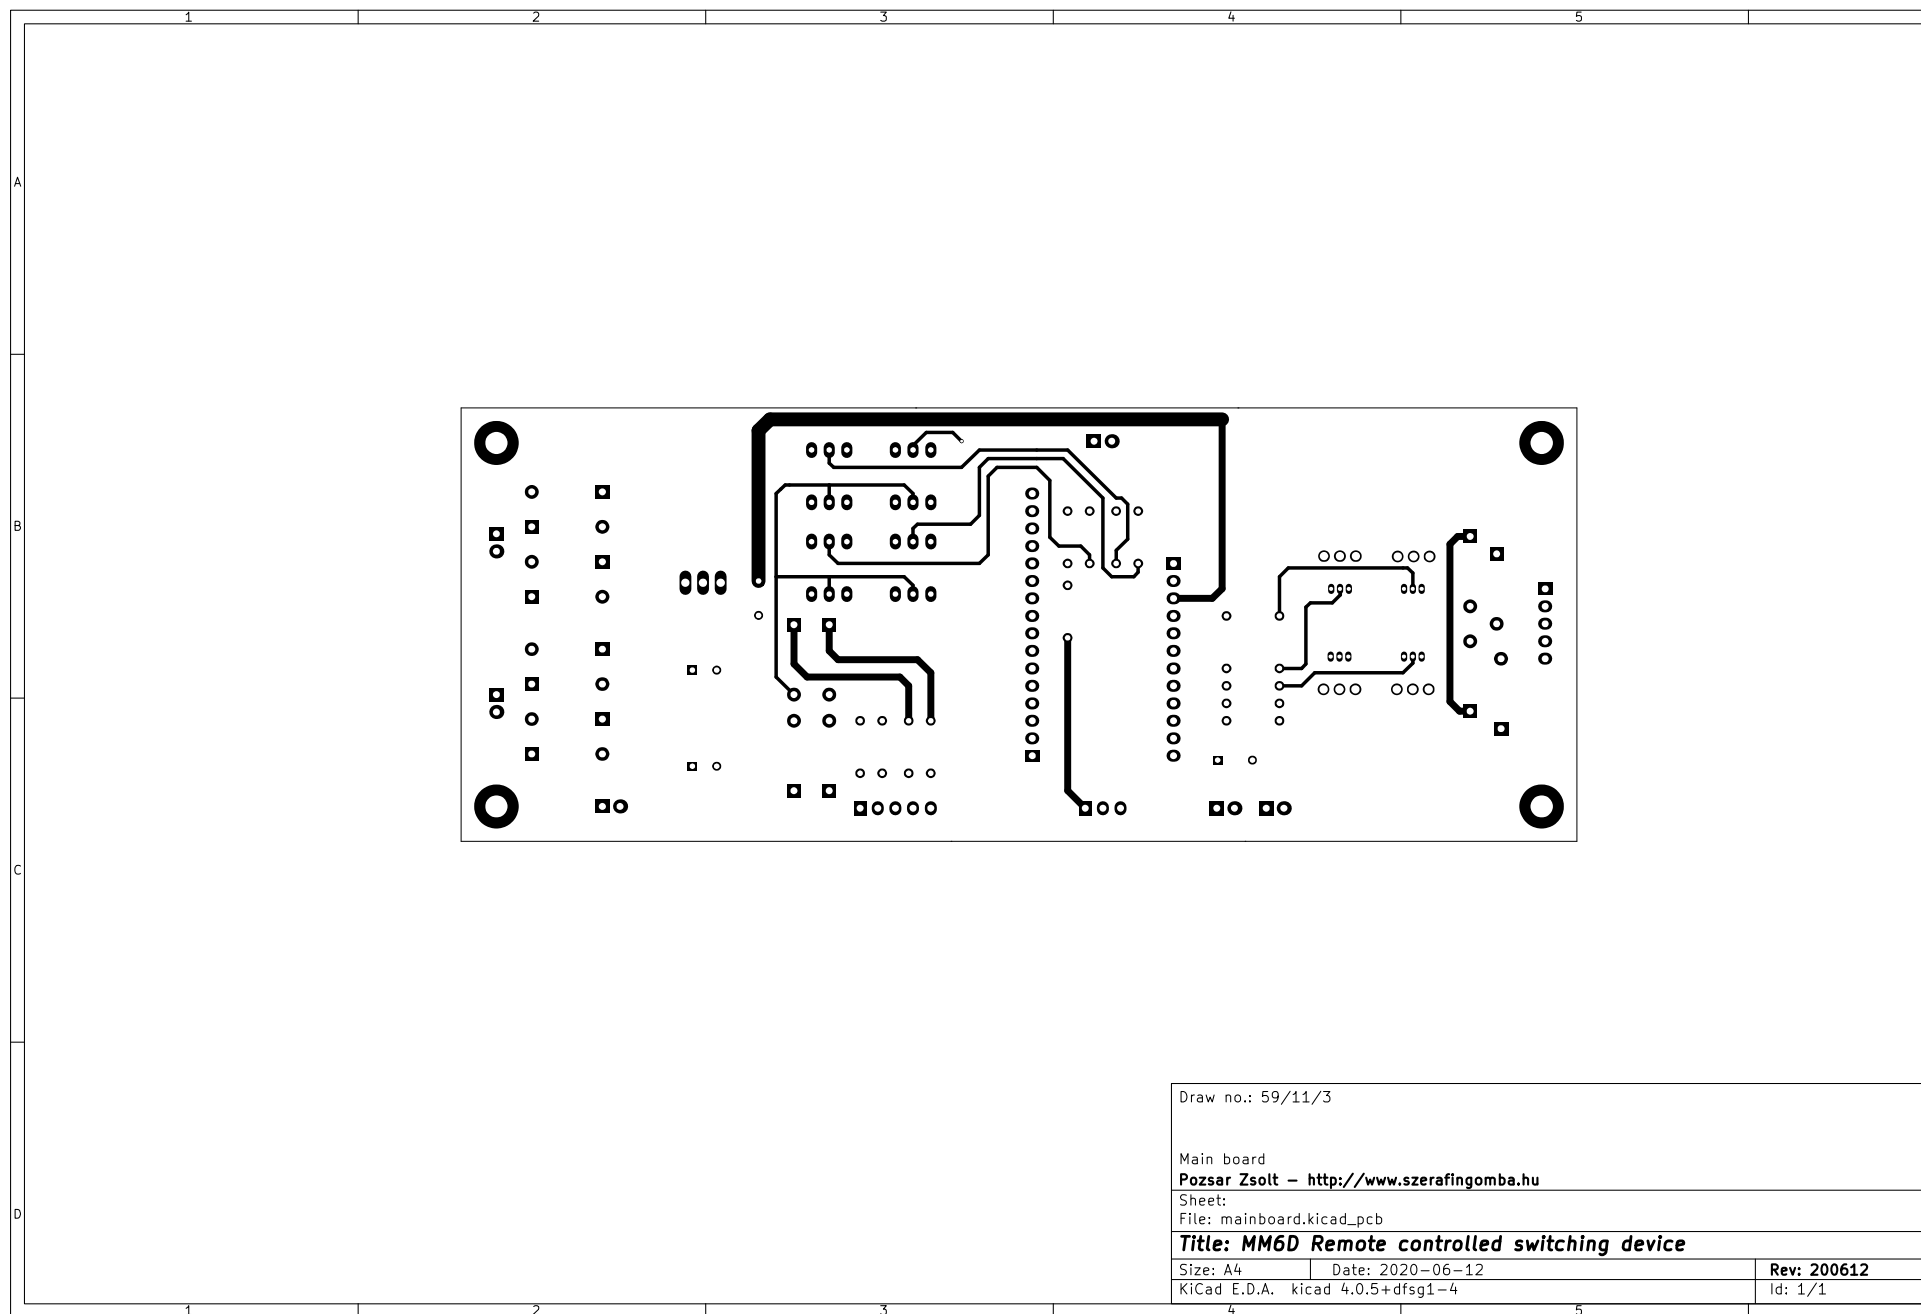 1 2 3 4 5
A
B
C
D
Draw no.: 59/11/3
Main board
Pozsar Zsolt – http://www.szerafingomba.hu
Sheet:
File: mainboard.kicad_pcb
Title: MM6D Remote controlled switching device
Size: A4 Date: 2020–06–12 Rev: 200612
KiCad E.D.A. kicad 4.0.5+dfsg1–4 Id: 1/1
1 2 3 4 5